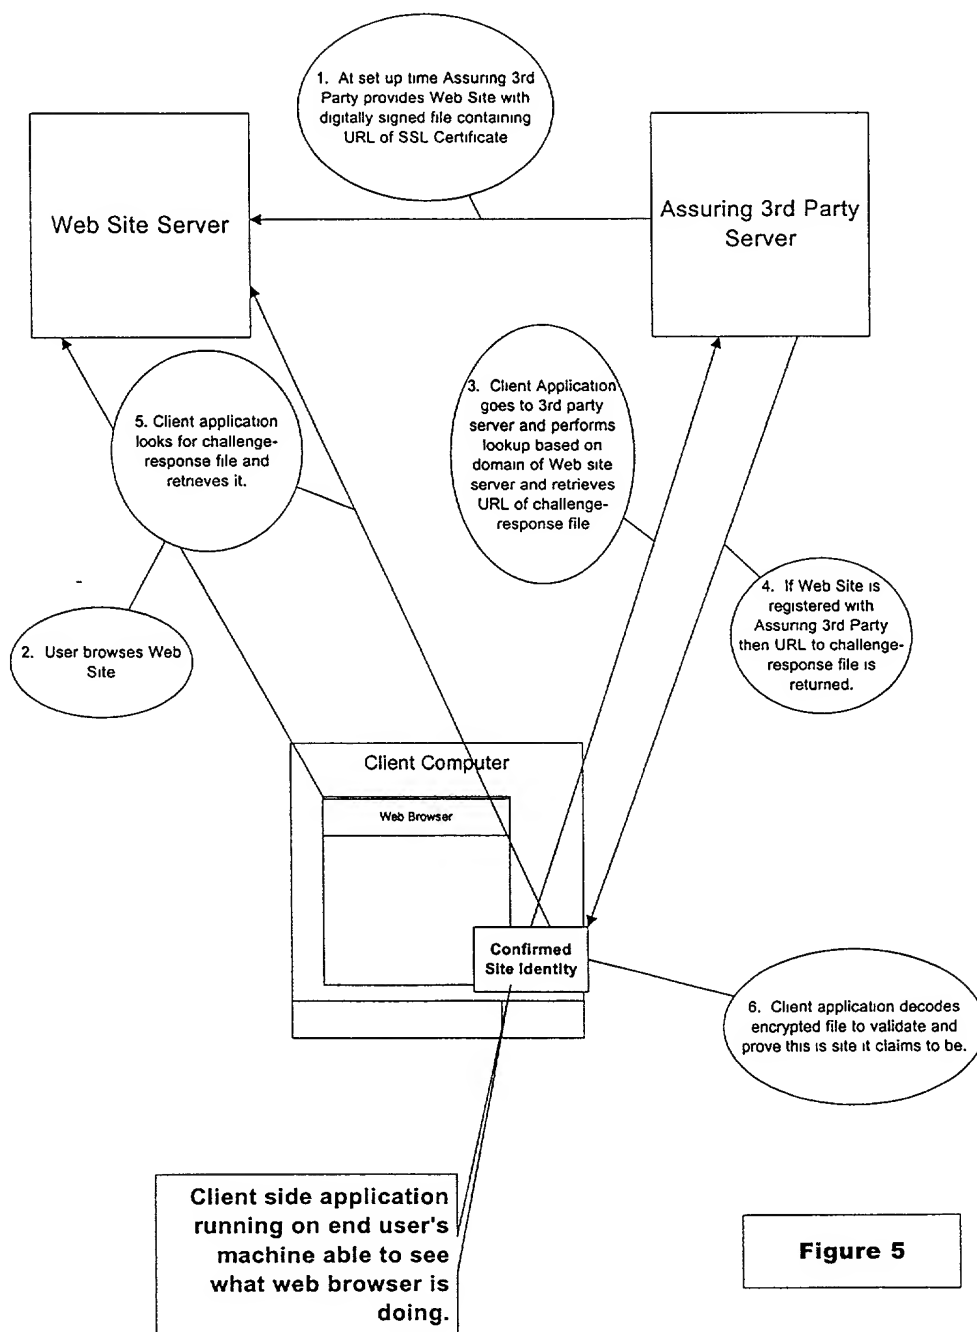 1. At set up time Assuring 3rd
Party provides Web Site with
digitally signed file containing
URL of SSL Certificate
Web Site Server
Assuring 3rd Party
Server
3. Client Application
goes to 3rd party
server and performs
lookup based on
domain of Web site
server and retrieves
URL of challenge-
response file
5. Client application
looks for challenge-
response file and
retrieves it.
4. If Web Site is
registered with
Assuring 3rd Party
then URL to challenge-
response file is
returned.
2. User browses Web
Site
Client Computer
Web Browser
Confirmed
Site Identity
6. Client application decodes
encrypted file to validate and
prove this is site it claims to be.
Client side application
running on end user's
machine able to see
what web browser is
doing.
Figure 5